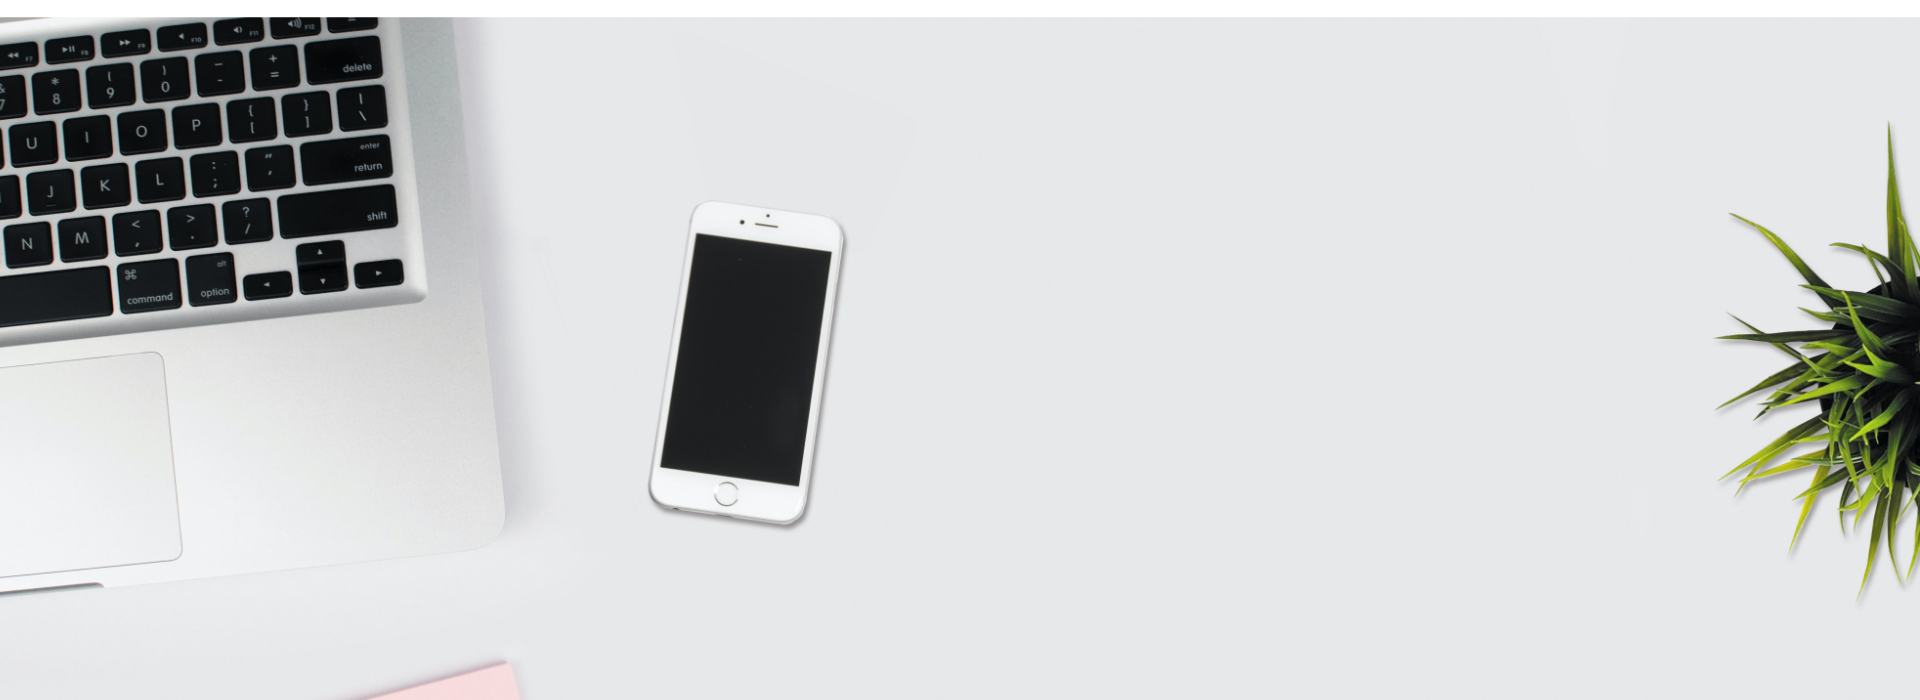 F7 F8 F9 F10 F11 F12
& 7 * 8 ( 9 ) 0 _ - + = delete
U I O P { [ } ] | \
enter
J K L : ; " ' return
N M < , > . ? / shift
⌘ alt ▲
command option ◄ ▼ ►